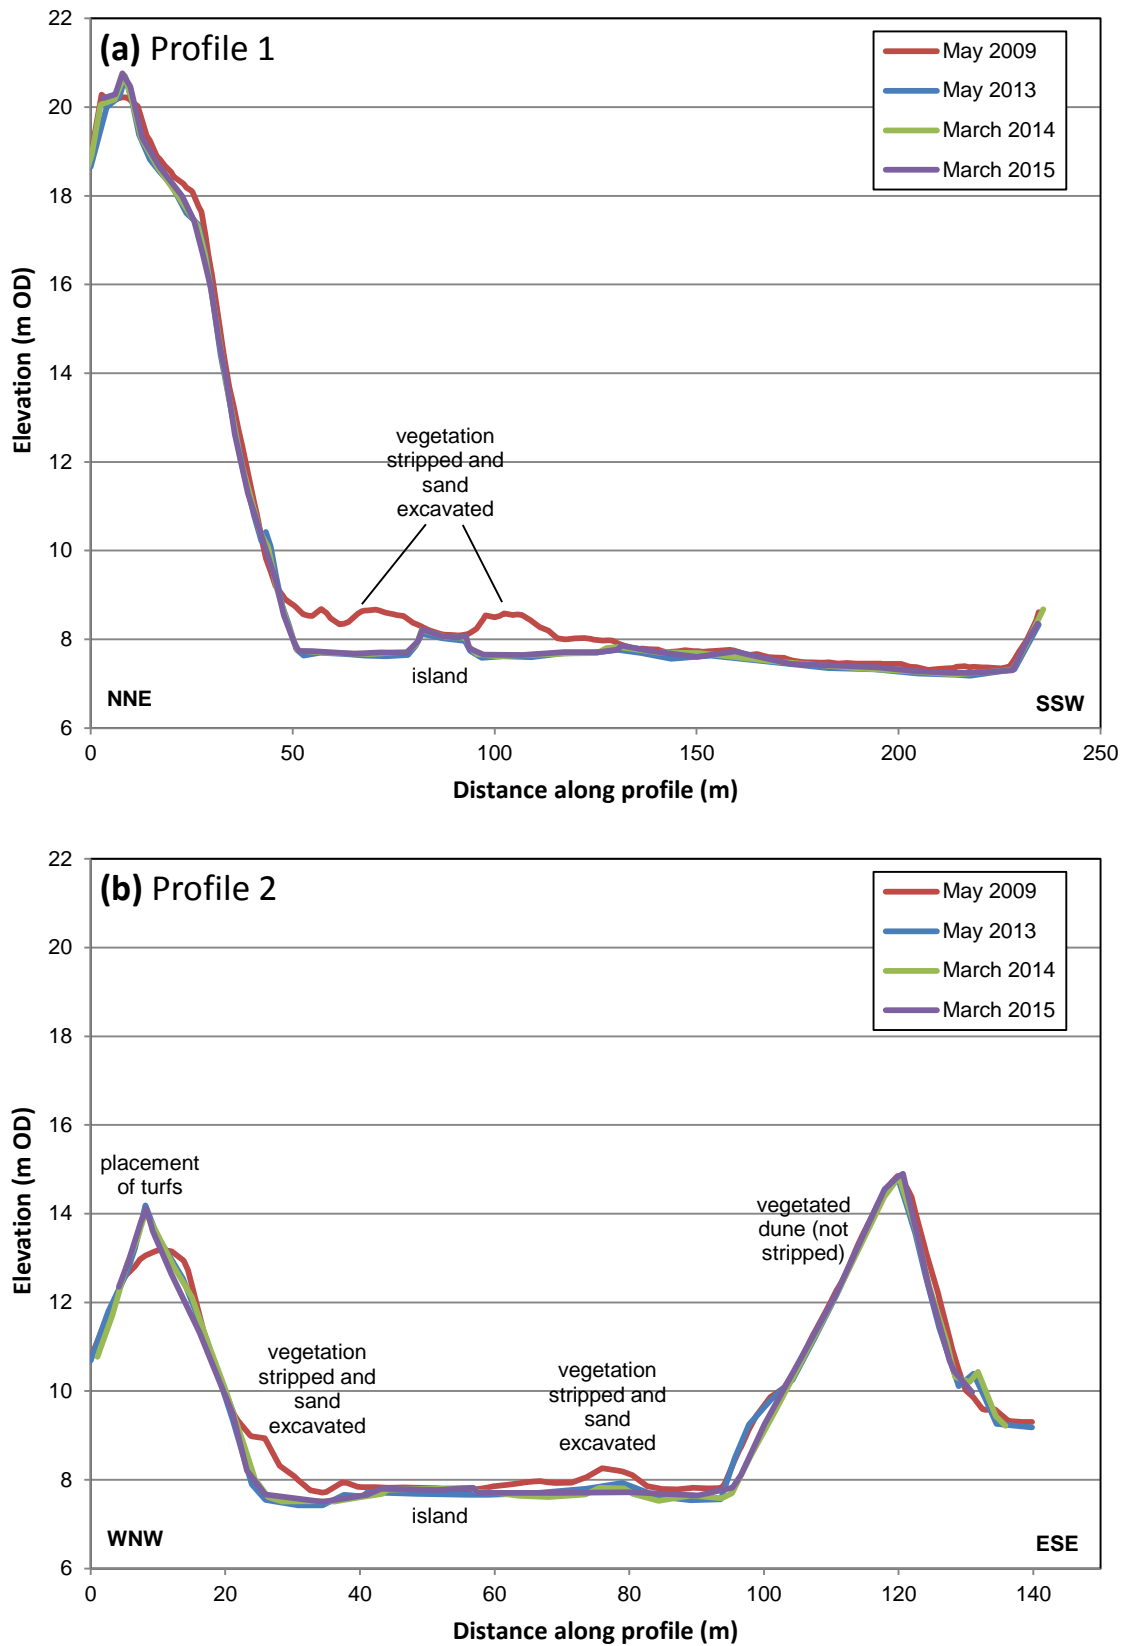 (a) Profile 1
May 2009
May 2013
March 2014
March 2015
22
20
18
16
14
12
10
8
6
Elevation (m OD)
vegetation
stripped and
sand
excavated
island
NNE
SSW
0
50
100
150
200
250
Distance along profile (m)
(b) Profile 2
May 2009
May 2013
March 2014
March 2015
22
20
18
16
14
12
10
8
6
Elevation (m OD)
placement
of turfs
vegetation
stripped and
sand
excavated
vegetation
stripped and
sand
excavated
vegetated
dune (not
stripped)
island
WNW
ESE
0
20
40
60
80
100
120
140
Distance along profile (m)